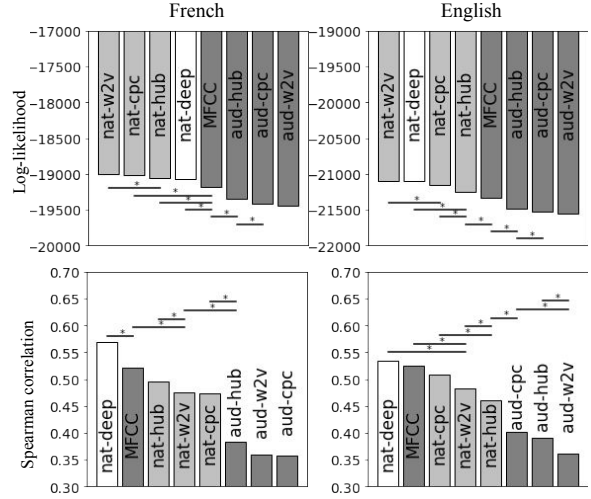 French
English
Log-likelihood
−17000
−17500
−18000
−18500
−19000
−19500
−20000
nat-w2v
nat-cpc
nat-hub
nat-deep
MFCC
aud-hub
aud-cpc
aud-w2v
* * * * * *
−19000
−19500
−20000
−20500
−21000
−21500
−22000
nat-w2v
nat-deep
nat-cpc
nat-hub
MFCC
aud-hub
aud-cpc
aud-w2v
* * * * * *
Spearman correlation
0.70
0.65
0.60
0.55
0.50
0.45
0.40
0.35
0.30
nat-deep
MFCC
nat-hub
nat-w2v
nat-cpc
aud-hub
aud-w2v
aud-cpc
* * * * *
0.70
0.65
0.60
0.55
0.50
0.45
0.40
0.35
0.30
nat-deep
MFCC
nat-cpc
nat-w2v
nat-hub
aud-cpc
aud-hub
aud-w2v
* * * * * * *